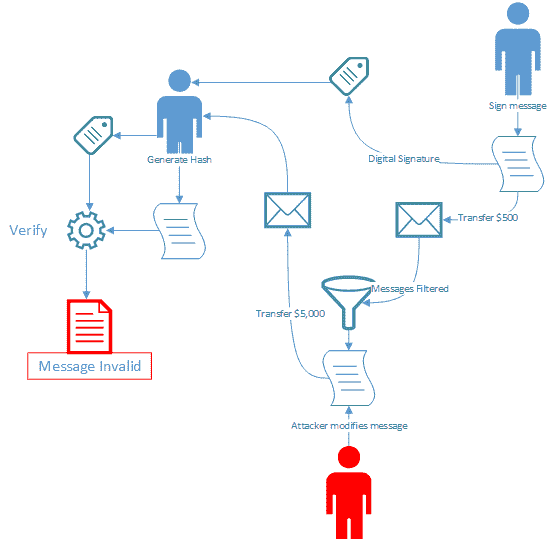 Sign message
Generate Hash
Digital Signature
Transfer $500
Verify
Messages Filtered
Transfer $5,000
Message Invalid
Attacker modifies message